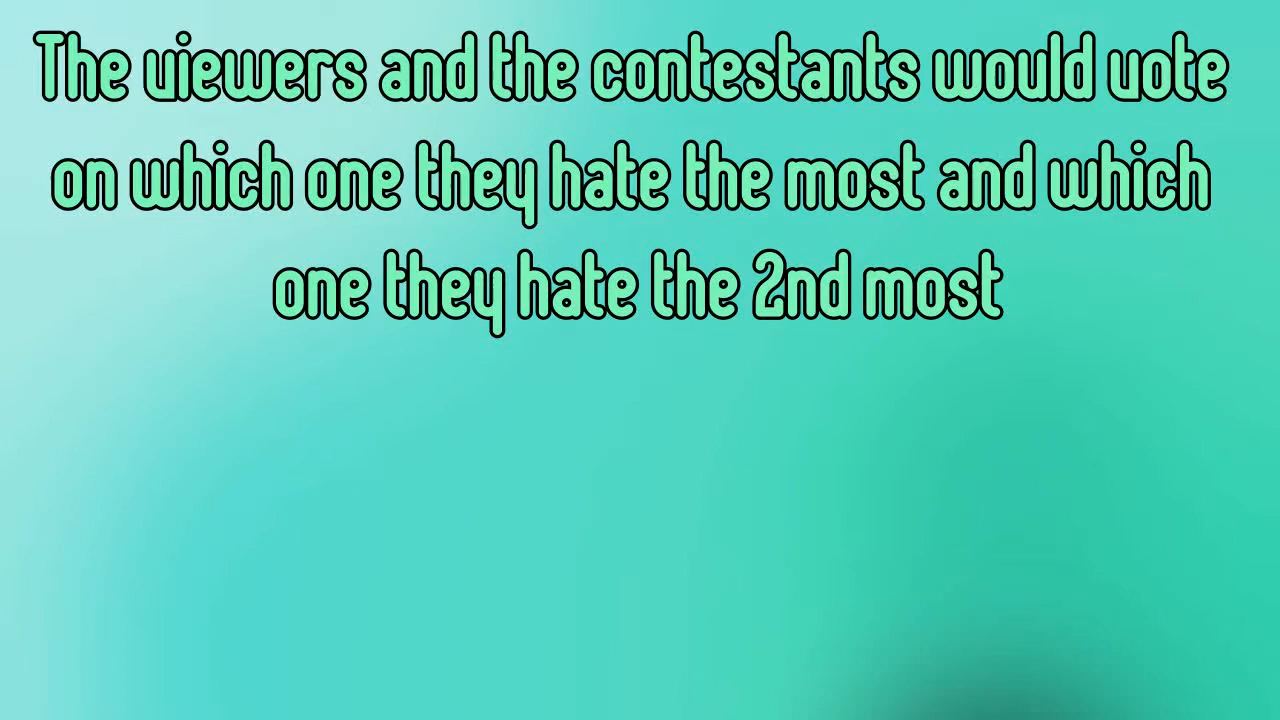 The viewers and the contestants would vote
on which one they hate the most and which
one they hate the 2nd most